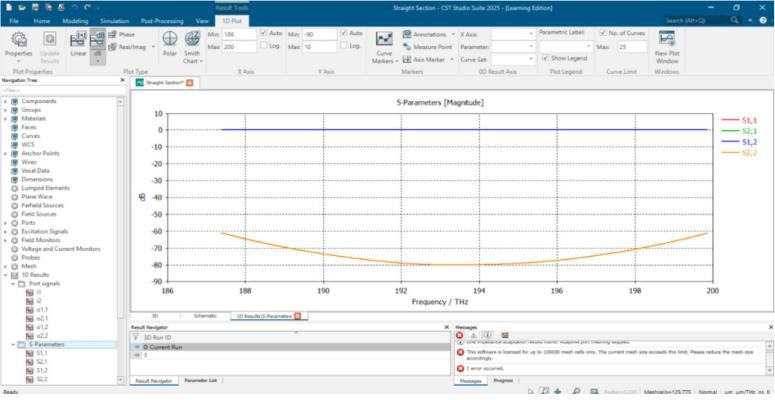 Result Tools
Straight Section - CST Studio Suite 2025 - [Learning Edition]
File Home Modeling Simulation Post-Processing View 1D Plot
Search (Alt+Q)
Properties
Update Results
Linear
dB
Phase
Real/Imag
Polar
Smith Chart
Min: 186
Max: 200
Auto
Log.
Min: -90
Max: 10
Auto
Log.
Curve Markers
Annotations
Measure Point
Axis Marker
X Axis:
Parameter:
Curve Set:
Parametric Label:
Show Legend
No. of Curves
Max: 25
New Plot Window
Plot Properties Plot Type X Axis Y Axis Markers 0D Result Axis Plot Legend Curve Limit Windows
Navigation Tree
Straight Section*
Components
Groups
Materials
Faces
Curves
WCS
Anchor Points
Wires
Voxel Data
Dimensions
Lumped Elements
Plane Wave
Farfield Sources
Field Sources
Ports
Excitation Signals
Field Monitors
Voltage and Current Monitors
Probes
Mesh
1D Results
Port signals
i1
i2
o1,1
o2,1
o1,2
o2,2
S-Parameters
S1,1
S2,1
S1,2
S2,2
S-Parameters [Magnitude]
10
0
-10
-20
-30
-40
-50
-60
-70
-80
-90
dB
186 188 190 192 194 196 198 200
Frequency / THz
S1,1
S2,1
S1,2
S2,2
3D Schematic 1D Results\S-Parameters
Result Navigator
3D Run ID
0: Current Run
1
Result Navigator Parameter List
Messages
This software is licensed for up to 100000 mesh cells only. The current mesh size exceeds this limit. Please reduce the mesh size
accordingly.
1 error occurred.
Messages Progress
Ready
Meshcells=125,775 Normal